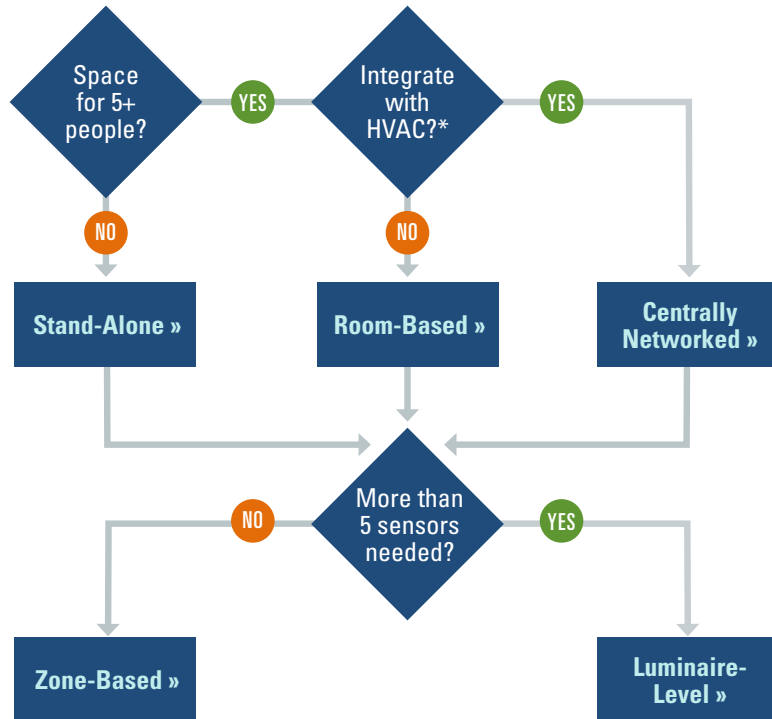 Space
for 5+
people?
YES
Integrate
with
HVAC?*
YES
NO
NO
Stand-Alone »
Room-Based »
Centrally
Networked »
More than
5 sensors
needed?
NO
YES
Zone-Based »
Luminaire-
Level »